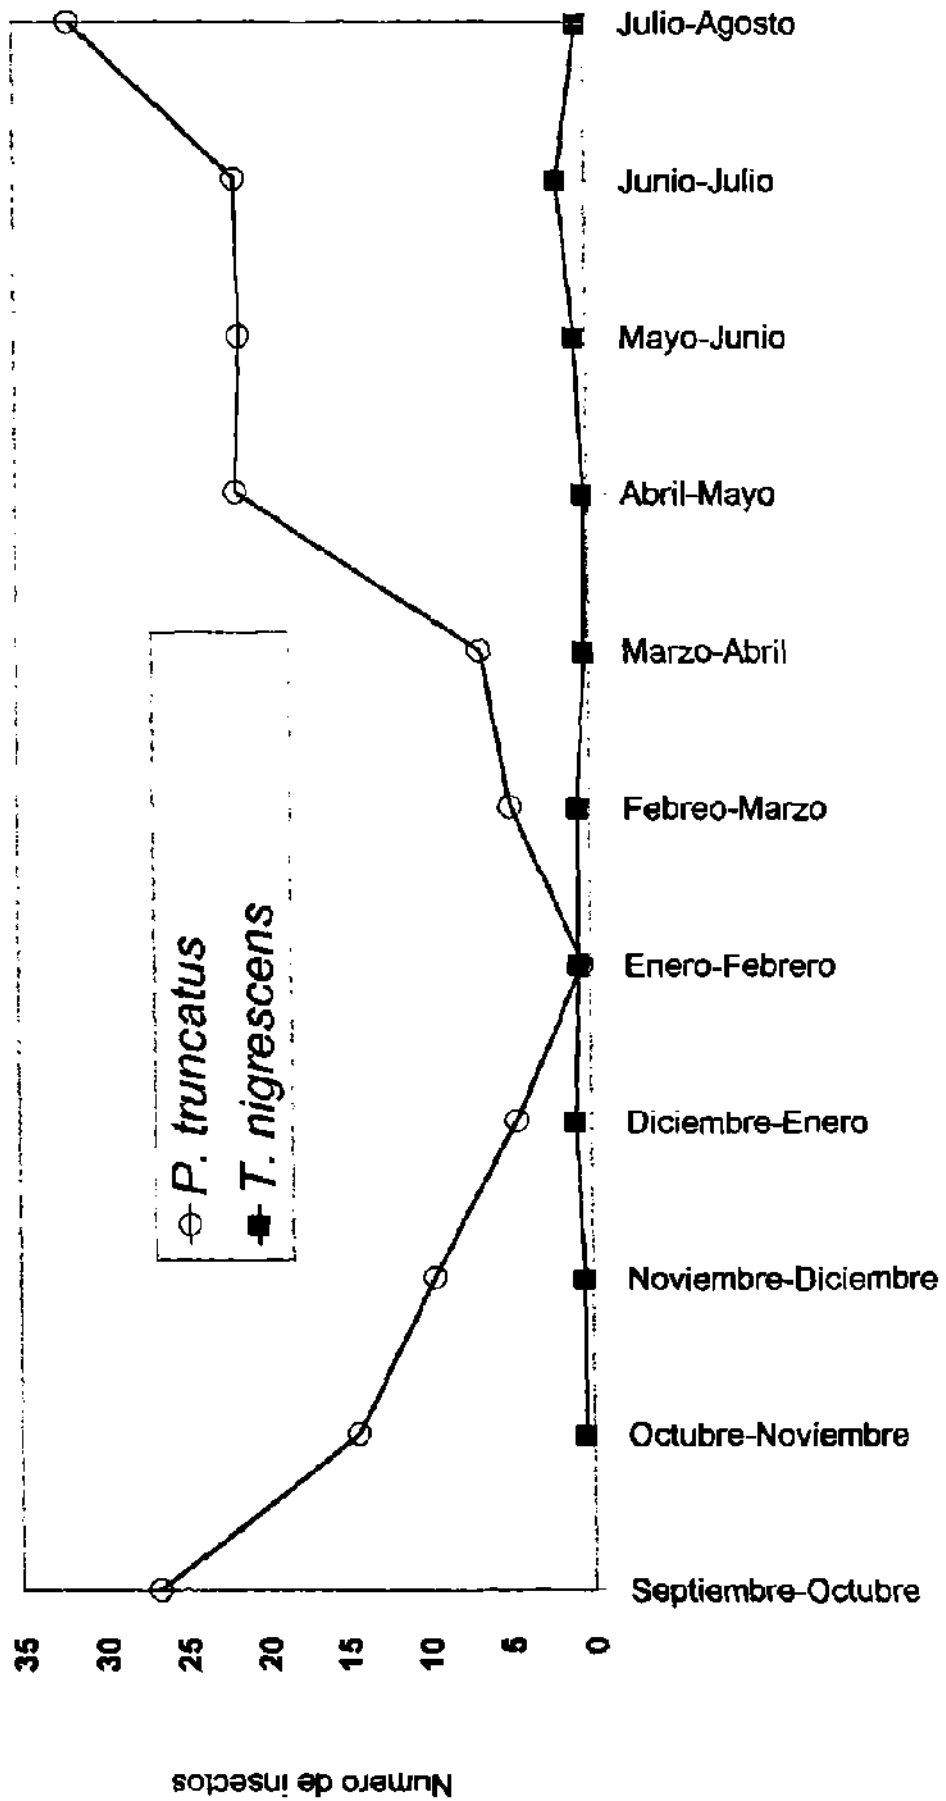 Numero de insectos
35
30
25
20
15
10
5
0
P. truncatus
T. nigrescens
Septiembre-Octubre
Octubre-Noviembre
Noviembre-Diciembre
Diciembre-Enero
Enero-Febrero
Febreo-Marzo
Marzo-Abril
Abril-Mayo
Mayo-Junio
Junio-Julio
Julio-Agosto